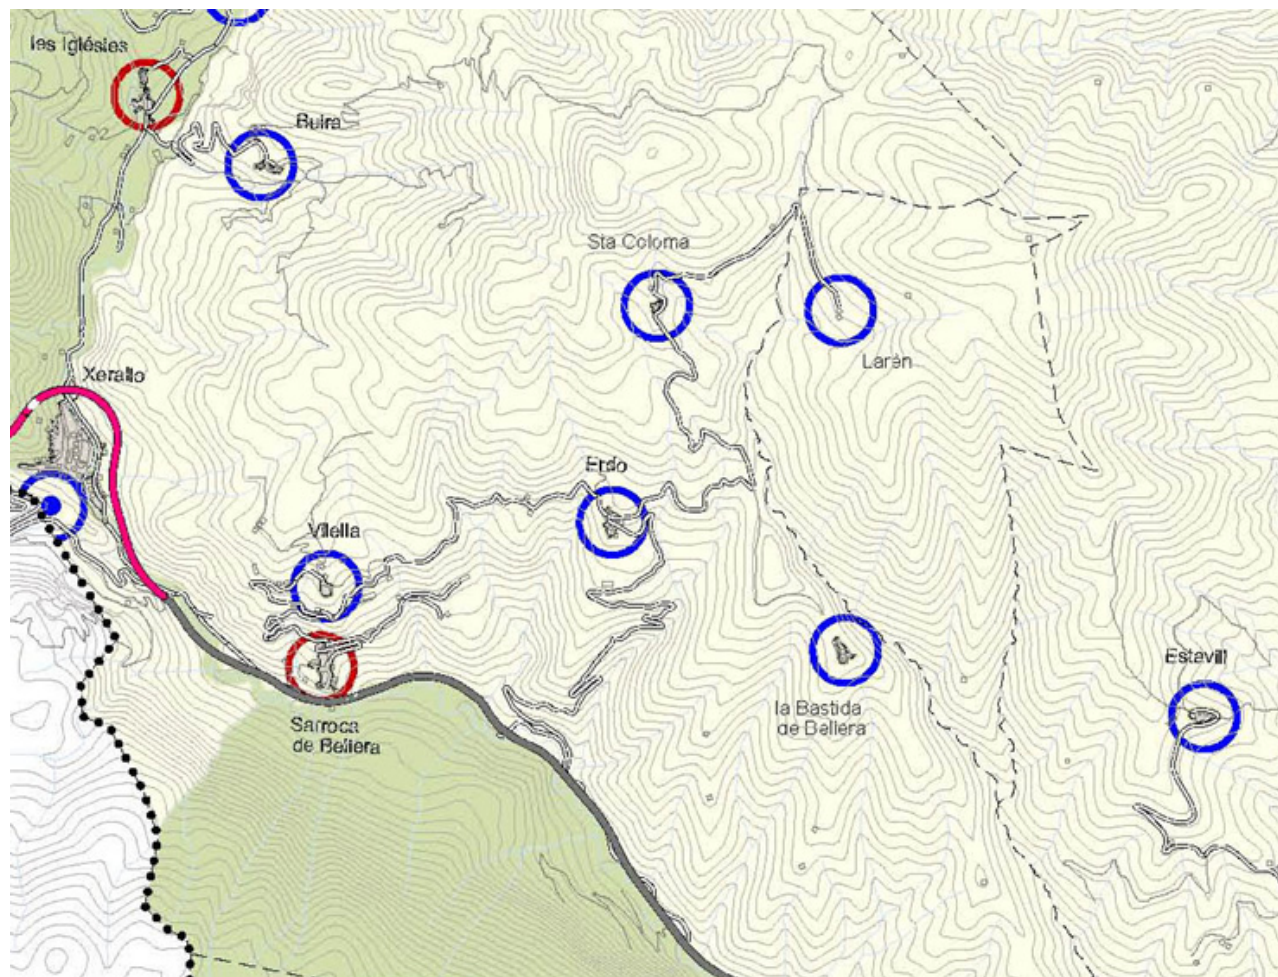 les Iglésies
Buira
Sta Coloma
Larén
Xerallo
Erdo
Vilella
Estavill
la Bastida
de Bellera
Sarroca
de Bellera